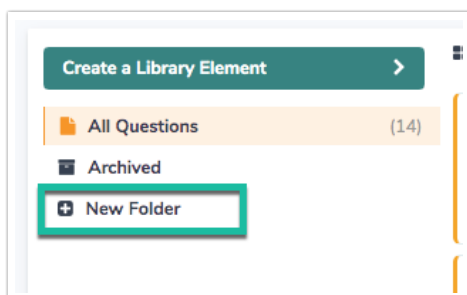 Create a Library Element
All Questions (14)
Archived
New Folder